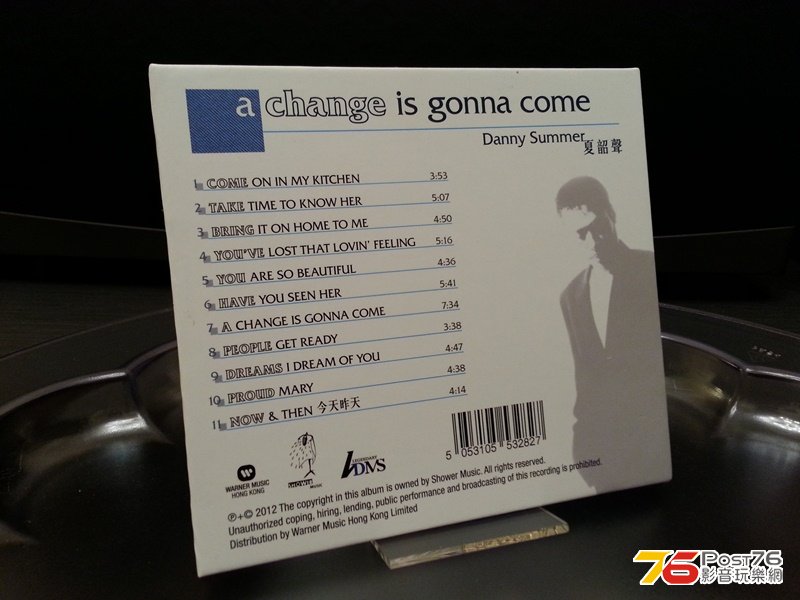 a change is gonna come
Danny Summer 夏韶聲
1 COME ON IN MY KITCHEN 3:53
2 TAKE TIME TO KNOW HER 5:07
3 BRING IT ON HOME TO ME 4:50
4 YOU'VE LOST THAT LOVIN' FEELING 5:16
5 YOU ARE SO BEAUTIFUL 4:36
6 HAVE YOU SEEN HER 5:41
7 A CHANGE IS GONNA COME 7:34
8 PEOPLE GET READY 3:38
9 DREAMS I DREAM OF YOU 4:47
10 PROUD MARY 4:38
11 NOW & THEN 今天昨天 4:14
5 053105 532827
WARNER MUSIC
HONG KONG
SHOWER
MUSIC
LEGENDARY
DMS
℗+© 2012 The copyright in this album is owned by Shower Music. All rights reserved.
Unauthorized coping, hiring, lending, public performance and broadcasting of this recording is prohibited.
Distribution by Warner Music Hong Kong Limited
76 Post76
影音玩樂網